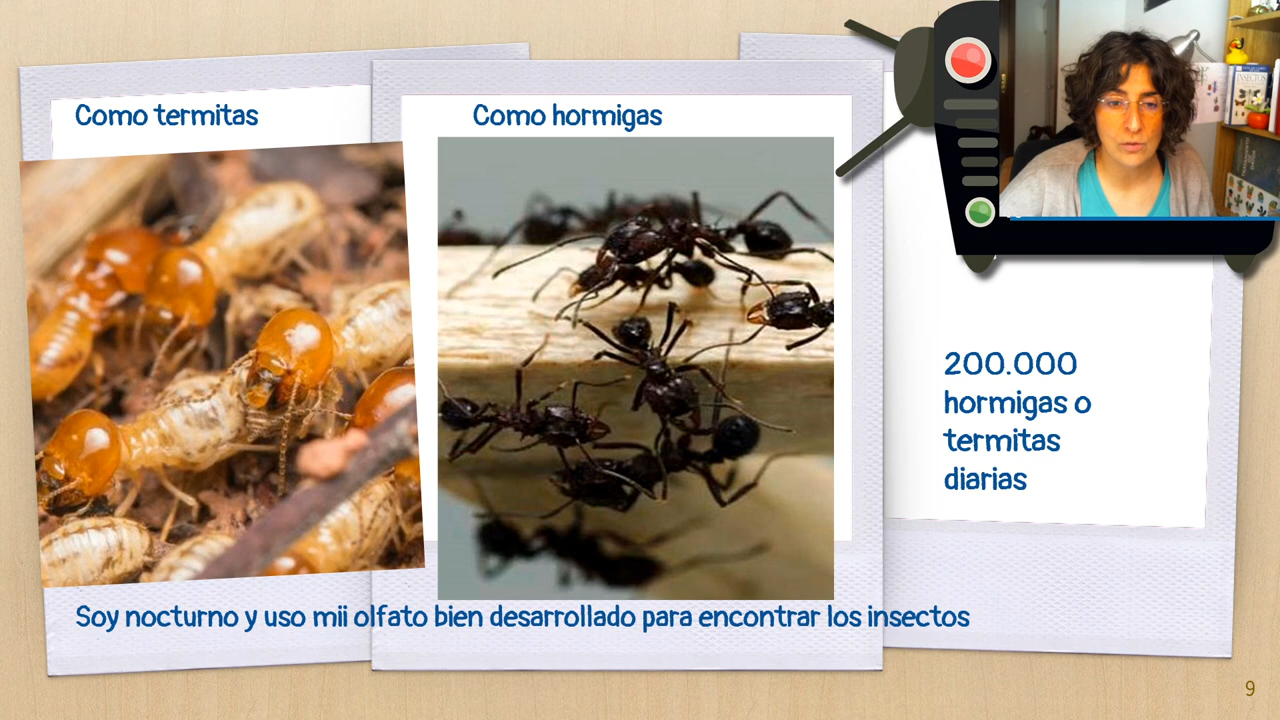 Como termitas
Como hormigas
INSECTOS
200.000
hormigas o
termitas
diarias
Soy nocturno y uso mii olfato bien desarrollado para encontrar los insectos
9